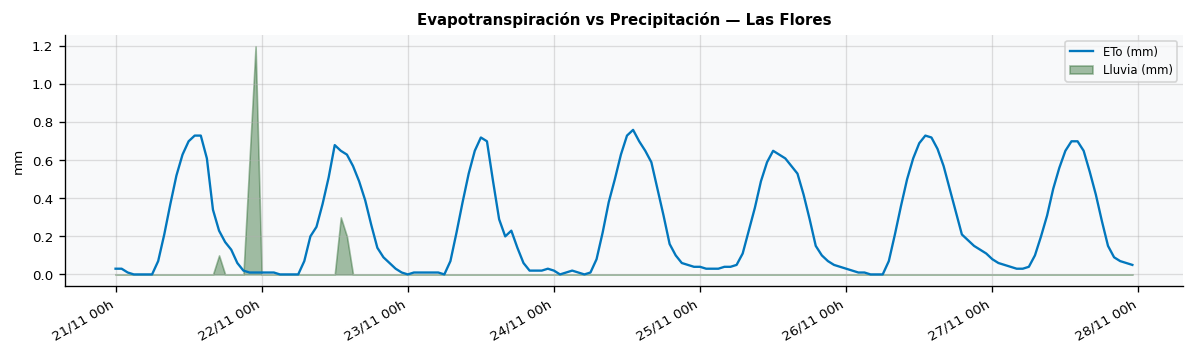 Evapotranspiración vs Precipitación — Las Flores
ETo (mm)
Lluvia (mm)
mm
1.2
1.0
0.8
0.6
0.4
0.2
0.0
21/11 00h
22/11 00h
23/11 00h
24/11 00h
25/11 00h
26/11 00h
27/11 00h
28/11 00h